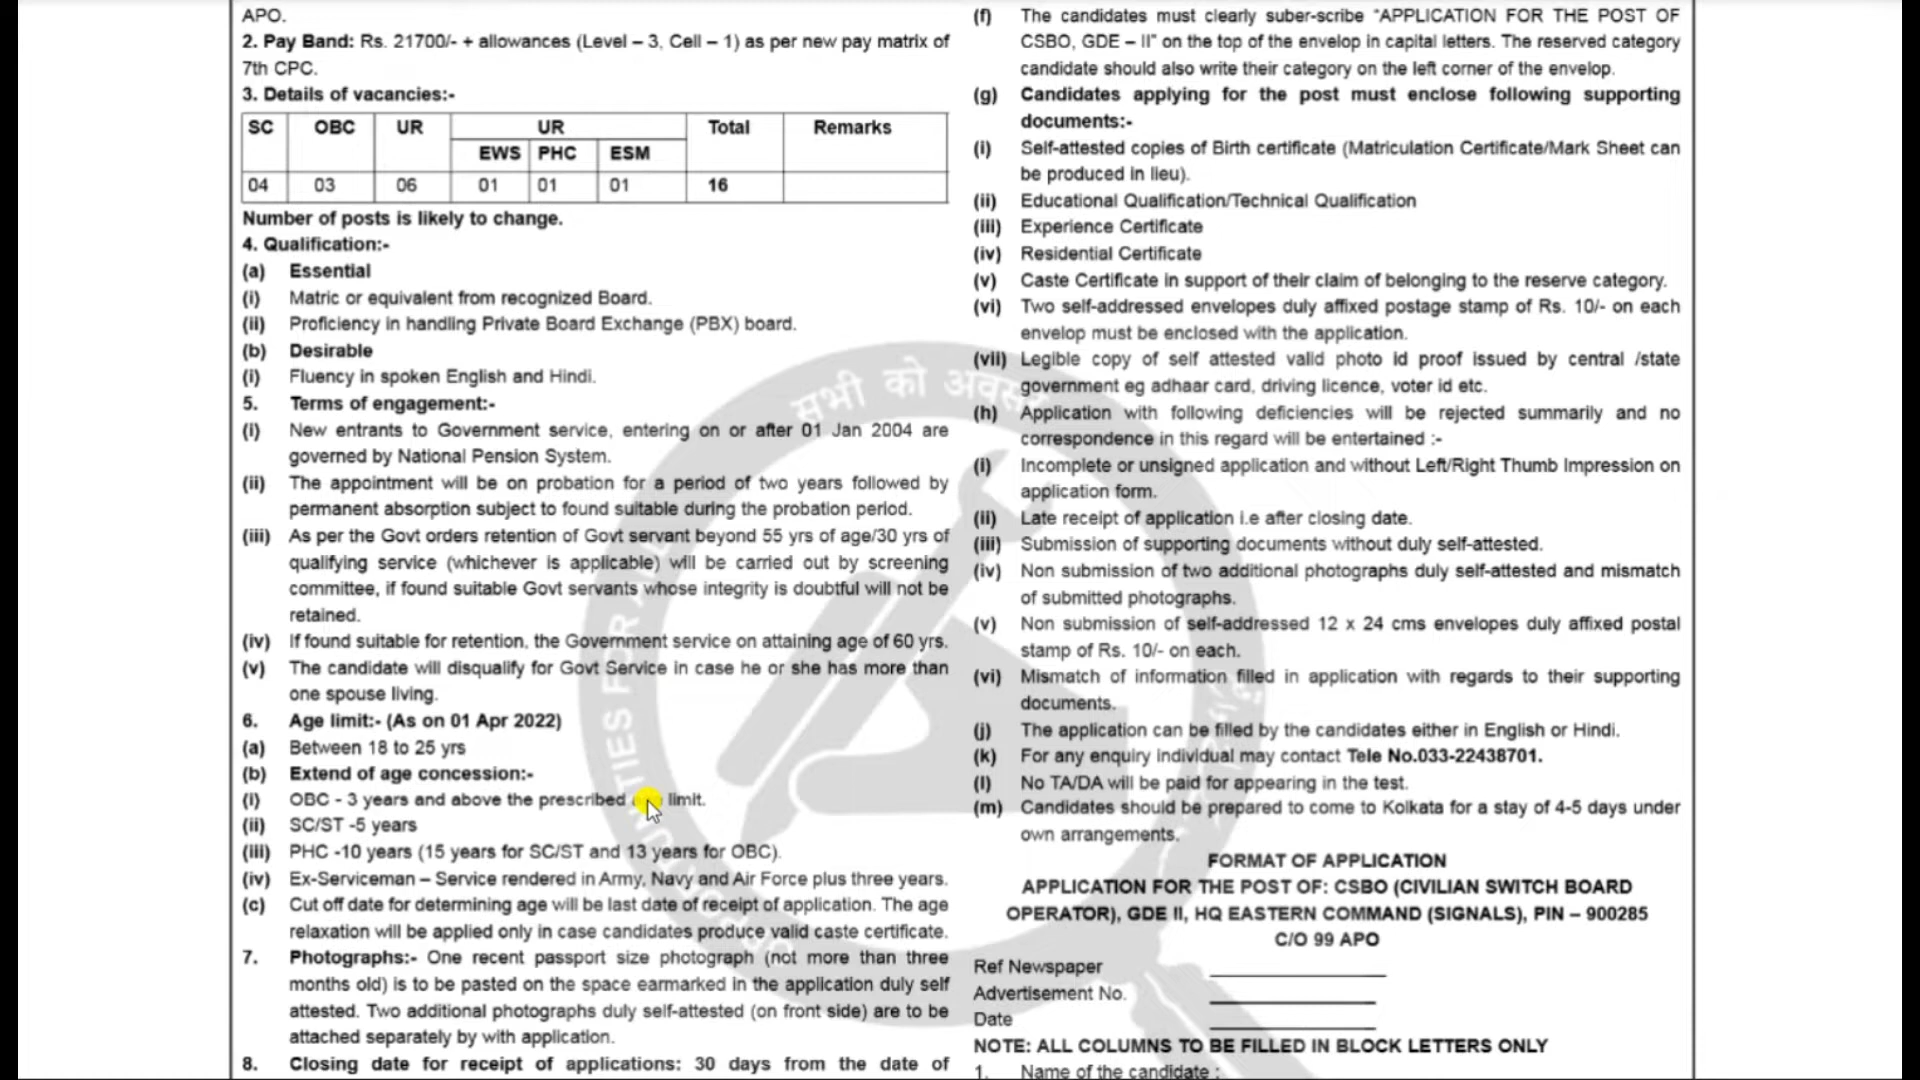 APO.
2. Pay Band: Rs. 21700/- + allowances (Level – 3, Cell – 1) as per new pay matrix of
7th CPC.
3. Details of vacancies:-
SC OBC UR UR Total Remarks
EWS PHC ESM
04 03 06 01 01 01 16
Number of posts is likely to change.
4. Qualification:-
(a) Essential
(i) Matric or equivalent from recognized Board.
(ii) Proficiency in handling Private Board Exchange (PBX) board.
(b) Desirable
(i) Fluency in spoken English and Hindi.
5. Terms of engagement:-
(i) New entrants to Government service, entering on or after 01 Jan 2004 are
governed by National Pension System.
(ii) The appointment will be on probation for a period of two years followed by
permanent absorption subject to found suitable during the probation period.
(iii) As per the Govt orders retention of Govt servant beyond 55 yrs of age/30 yrs of
qualifying service (whichever is applicable) will be carried out by screening
committee, if found suitable Govt servants whose integrity is doubtful will not be
retained.
(iv) If found suitable for retention, the Government service on attaining age of 60 yrs.
(v) The candidate will disqualify for Govt Service in case he or she has more than
one spouse living.
6. Age limit:- (As on 01 Apr 2022)
(a) Between 18 to 25 yrs
(b) Extend of age concession:-
(i) OBC - 3 years and above the prescribed limit.
(ii) SC/ST -5 years
(iii) PHC -10 years (15 years for SC/ST and 13 years for OBC).
(iv) Ex-Serviceman – Service rendered in Army, Navy and Air Force plus three years.
(c) Cut off date for determining age will be last date of receipt of application. The age
relaxation will be applied only in case candidates produce valid caste certificate.
7. Photographs:- One recent passport size photograph (not more than three
months old) is to be pasted on the space earmarked in the application duly self
attested. Two additional photographs duly self-attested (on front side) are to be
attached separately by with application.
8. Closing date for receipt of applications: 30 days from the date of
(f) The candidates must clearly suber-scribe "APPLICATION FOR THE POST OF
CSBO, GDE – II" on the top of the envelop in capital letters. The reserved category
candidate should also write their category on the left corner of the envelop.
(g) Candidates applying for the post must enclose following supporting
documents:-
(i) Self-attested copies of Birth certificate (Matriculation Certificate/Mark Sheet can
be produced in lieu).
(ii) Educational Qualification/Technical Qualification
(iii) Experience Certificate
(iv) Residential Certificate
(v) Caste Certificate in support of their claim of belonging to the reserve category.
(vi) Two self-addressed envelopes duly affixed postage stamp of Rs. 10/- on each
envelop must be enclosed with the application.
(vii) Legible copy of self attested valid photo id proof issued by central /state
government eg adhaar card, driving licence, voter id etc.
(h) Application with following deficiencies will be rejected summarily and no
correspondence in this regard will be entertained :-
(i) Incomplete or unsigned application and without Left/Right Thumb Impression on
application form.
(ii) Late receipt of application i.e after closing date.
(iii) Submission of supporting documents without duly self-attested.
(iv) Non submission of two additional photographs duly self-attested and mismatch
of submitted photographs.
(v) Non submission of self-addressed 12 x 24 cms envelopes duly affixed postal
stamp of Rs. 10/- on each.
(vi) Mismatch of information filled in application with regards to their supporting
documents.
(j) The application can be filled by the candidates either in English or Hindi.
(k) For any enquiry individual may contact Tele No.033-22438701.
(l) No TA/DA will be paid for appearing in the test.
(m) Candidates should be prepared to come to Kolkata for a stay of 4-5 days under
own arrangements.
FORMAT OF APPLICATION
APPLICATION FOR THE POST OF: CSBO (CIVILIAN SWITCH BOARD
OPERATOR), GDE II, HQ EASTERN COMMAND (SIGNALS), PIN – 900285
C/O 99 APO
Ref Newspaper
Advertisement No.
Date
NOTE: ALL COLUMNS TO BE FILLED IN BLOCK LETTERS ONLY
1. Name of the candidate :
सभी को अवसर